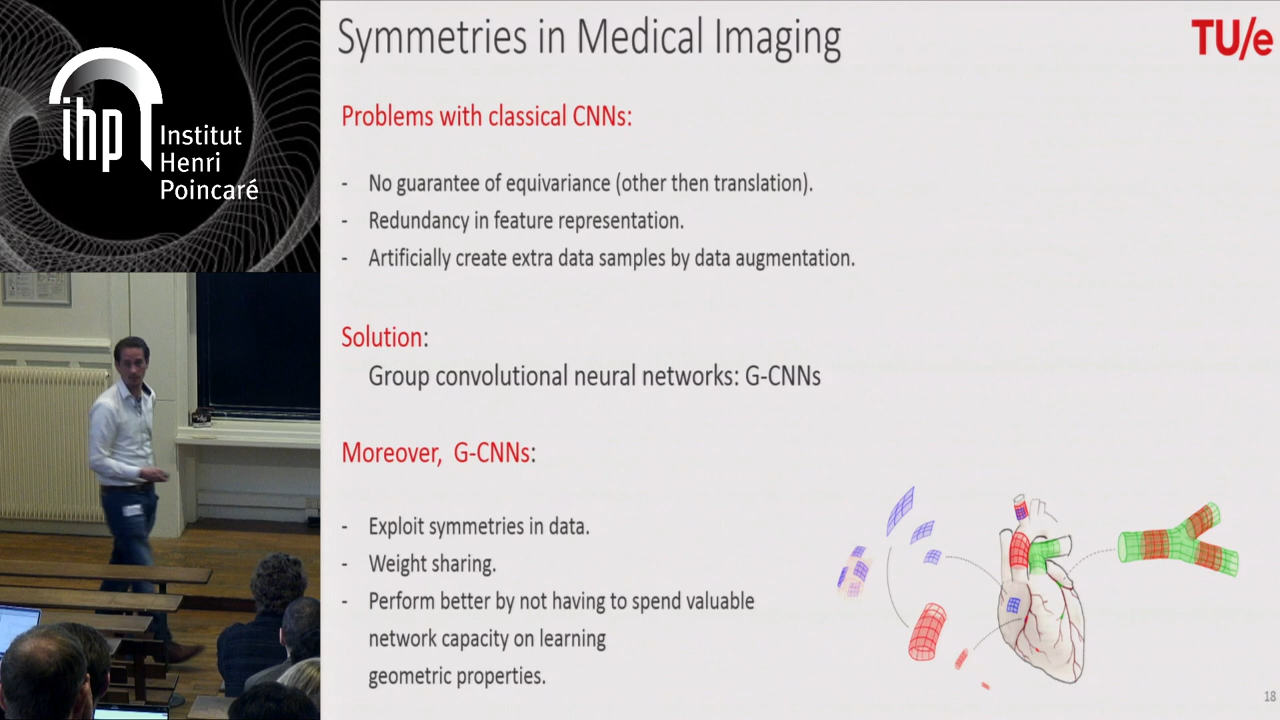 ihp
Institut
Henri
Poincaré
Symmetries in Medical Imaging
TU/e
Problems with classical CNNs:
- No guarantee of equivariance (other then translation).
- Redundancy in feature representation.
- Artificially create extra data samples by data augmentation.
Solution:
Group convolutional neural networks: G-CNNs
Moreover, G-CNNs:
- Exploit symmetries in data.
- Weight sharing.
- Perform better by not having to spend valuable
network capacity on learning
geometric properties.
18